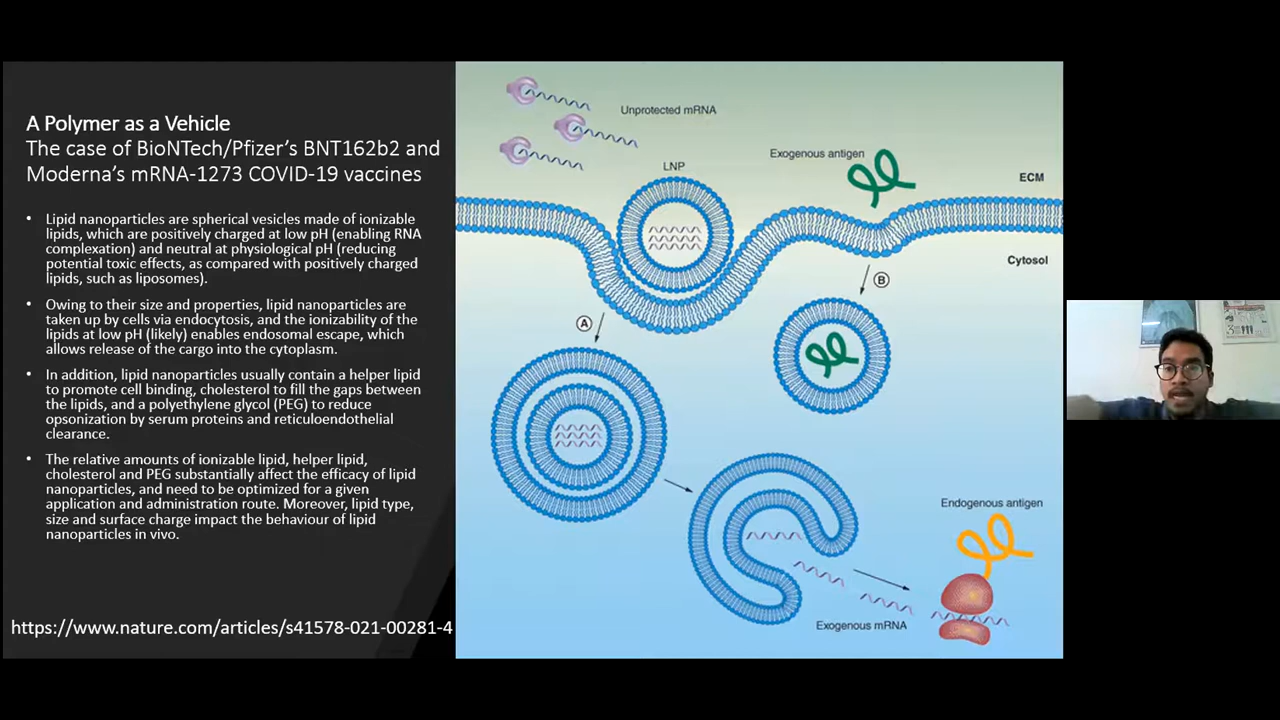 A Polymer as a Vehicle
The case of BioNTech/Pfizer's BNT162b2 and
Moderna's mRNA-1273 COVID-19 vaccines
• Lipid nanoparticles are spherical vesicles made of ionizable
lipids, which are positively charged at low pH (enabling RNA
complexation) and neutral at physiological pH (reducing
potential toxic effects, as compared with positively charged
lipids, such as liposomes).
• Owing to their size and properties, lipid nanoparticles are
taken up by cells via endocytosis, and the ionizability of the
lipids at low pH (likely) enables endosomal escape, which
allows release of the cargo into the cytoplasm.
• In addition, lipid nanoparticles usually contain a helper lipid
to promote cell binding, cholesterol to fill the gaps between
the lipids, and a polyethylene glycol (PEG) to reduce
opsonization by serum proteins and reticuloendothelial
clearance.
• The relative amounts of ionizable lipid, helper lipid,
cholesterol and PEG substantially affect the efficacy of lipid
nanoparticles, and need to be optimized for a given
application and administration route. Moreover, lipid type,
size and surface charge impact the behaviour of lipid
nanoparticles in vivo.
https://www.nature.com/articles/s41578-021-00281-4
Unprotected mRNA
LNP
Exogenous antigen
ECM
Cytosol
A
B
Endogenous antigen
Exogenous mRNA